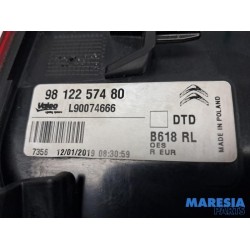 98 122 574 80
Valeo
L90074666
DTD
B618 RL
OES
R EUR
MADE IN POLAND
7356 12/01/2019 08:30:59
MARESIA
parts